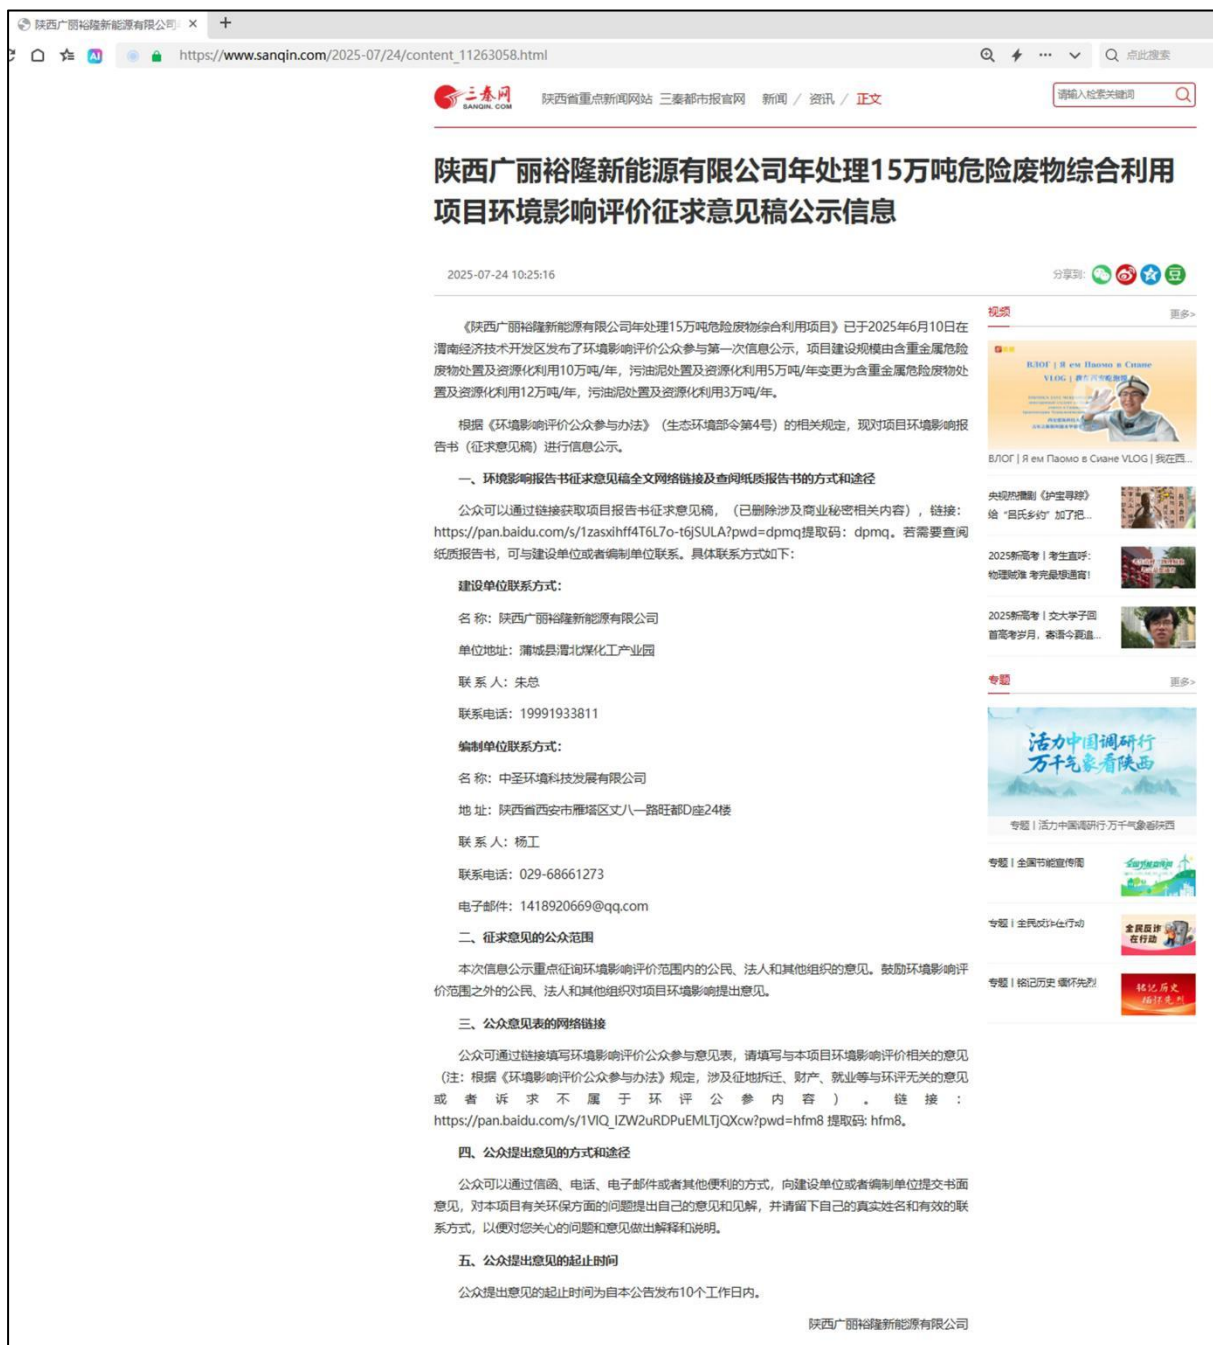 陕西广丽裕隆新能源有限公司
https://www.sanqin.com/2025-07/24/content_11263058.html
点此搜索
三秦网
SANQIN.COM
陕西省重点新闻网站 三秦都市报官网 新闻 / 资讯 / 正文
请输入检索关键词
陕西广丽裕隆新能源有限公司年处理15万吨危险废物综合利用
项目环境影响评价征求意见稿公示信息
2025-07-24 10:25:16
分享到:
《陕西广丽裕隆新能源有限公司年处理15万吨危险废物综合利用项目》已于2025年6月10日在
渭南经济技术开发区发布了环境影响评价公众参与第一次信息公示，项目建设规模由含重金属危险
废物处置及资源化利用10万吨/年，污油泥处置及资源化利用5万吨/年变更为含重金属危险废物处
置及资源化利用12万吨/年，污油泥处置及资源化利用3万吨/年。
根据《环境影响评价公众参与办法》（生态环境部令第4号）的相关规定，现对项目环境影响报
告书（征求意见稿）进行信息公示。
一、环境影响报告书征求意见稿全文网络链接及查阅纸质报告书的方式和途径
公众可以通过链接获取项目报告书征求意见稿，（已删除涉及商业秘密相关内容），链接：
https://pan.baidu.com/s/1zasxihff4T6L7o-t6jSULA?pwd=dpmq提取码：dpmq。若需要查阅
纸质报告书，可与建设单位或者编制单位联系。具体联系方式如下：
建设单位联系方式：
名 称：陕西广丽裕隆新能源有限公司
单位地址：蒲城县渭北煤化工产业园
联 系 人：朱总
联系电话：19991933811
编制单位联系方式：
名 称：中圣环境科技发展有限公司
地 址：陕西省西安市雁塔区丈八一路旺都D座24楼
联 系 人：杨工
联系电话：029-68661273
电子邮件：1418920669@qq.com
二、征求意见的公众范围
本次信息公示重点征询环境影响评价范围内的公民、法人和其他组织的意见。鼓励环境影响评
价范围之外的公民、法人和其他组织对项目环境影响提出意见。
三、公众意见表的网络链接
公众可通过链接填写环境影响评价公众参与意见表，请填写与本项目环境影响评价相关的意见
（注：根据《环境影响评价公众参与办法》规定，涉及征地拆迁、财产、就业等与环评无关的意见
或者诉求不属于环评公参内容）。链接：
https://pan.baidu.com/s/1VlQ_IZW2uRDPuEMLTjQXcw?pwd=hfm8 提取码: hfm8。
四、公众提出意见的方式和途径
公众可以通过信函、电话、电子邮件或者其他便利的方式，向建设单位或者编制单位提交书面
意见，对本项目有关环保方面的问题提出自己的意见和见解，并请留下自己的真实姓名和有效的联
系方式，以便对您关心的问题和意见做出解释和说明。
五、公众提出意见的起止时间
公众提出意见的起止时间为自本公告发布10个工作日内。
陕西广丽裕隆新能源有限公司
视频
更多>
ВЛОГ | Я ем Паомо в Сиане
VLOG |
ВЛОГ | Я ем Паомо в Сиане VLOG | 我在西...
央视热播剧《护宝寻踪》
给“吕氏乡约”加了把...
2025新高考 | 考生直呼：
物理贼难 考完最想通宵!
2025新高考 | 交大学子回
首高考岁月，寄语今夏追...
专题
更多>
活力中国调研行
万千气象看陕西
专题 | 活力中国调研行·万千气象看陕西
专题 | 全国节能宣传周
全国节能宣传周
专题 | 全民反诈在行动
全民反诈
在行动
专题 | 铭记历史 缅怀先烈
铭记历史
缅怀先烈